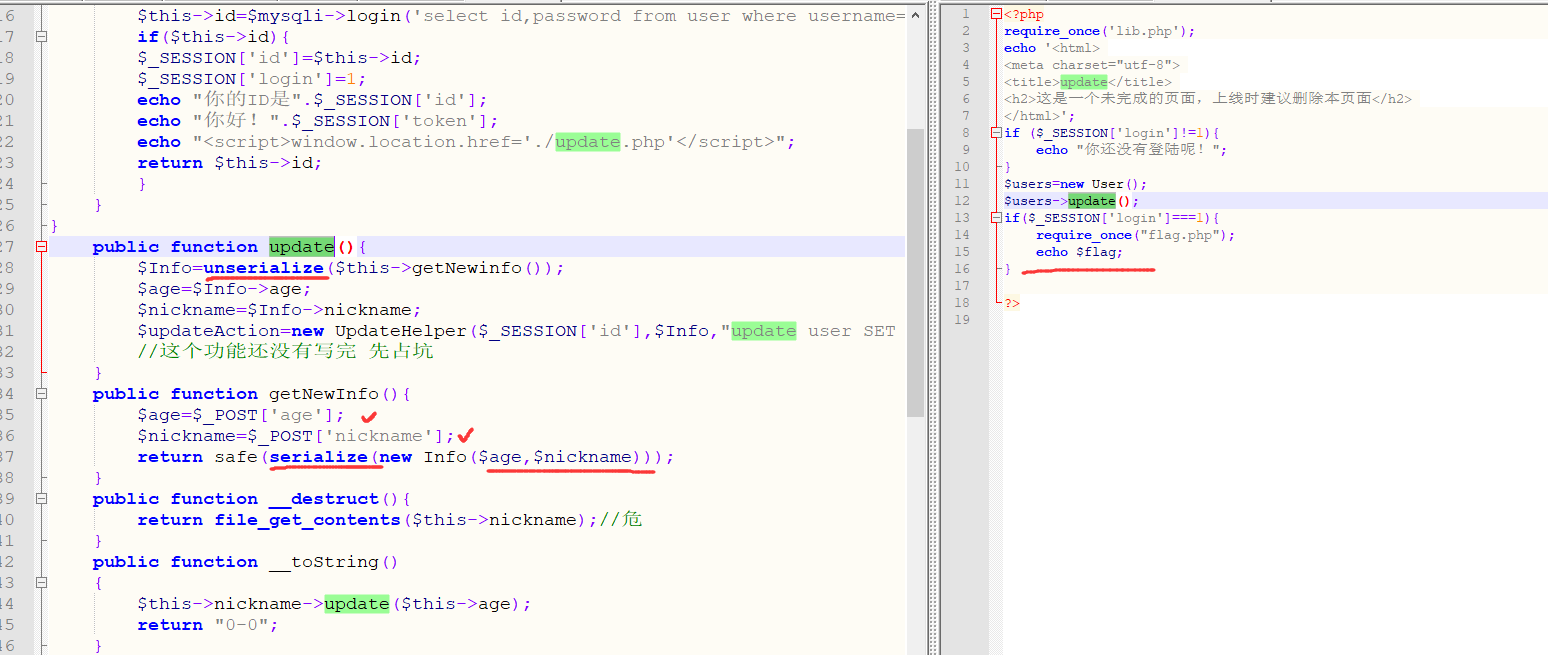 16 $this->id=$mysqli->login('select id,password from user where username=
17 if($this->id){
18 $_SESSION['id']=$this->id;
19 $_SESSION['login']=1;
20 echo "你的ID是".$_SESSION['id'];
21 echo "你好！".$_SESSION['token'];
22 echo "<script>window.location.href='./update.php'</script>";
23 return $this->id;
24 }
25 }
26 }
27 public function update(){
28 $Info=unserialize($this->getNewinfo());
29 $age=$Info->age;
30 $nickname=$Info->nickname;
31 $updateAction=new UpdateHelper($_SESSION['id'],$Info,"update user SET
32 //这个功能还没有写完 先占坑
33 }
34 public function getNewInfo(){
35 $age=$_POST['age'];
36 $nickname=$_POST['nickname'];
37 return safe(serialize(new Info($age,$nickname)));
38 }
39 public function __destruct(){
40 return file_get_contents($this->nickname);//危
41 }
42 public function __toString()
43 {
44 $this->nickname->update($this->age);
45 return "0-0";
46 }
1 <?php
2 require_once('lib.php');
3 echo '<html>
4 <meta charset="utf-8">
5 <title>update</title>
6 <h2>这是一个未完成的页面，上线时建议删除本页面</h2>
7 </html>';
8 if ($_SESSION['login']!=1){
9 echo "你还没有登陆呢！";
10 }
11 $users=new User();
12 $users->update();
13 if($_SESSION['login']===1){
14 require_once("flag.php");
15 echo $flag;
16 }
17
18 ?>
19